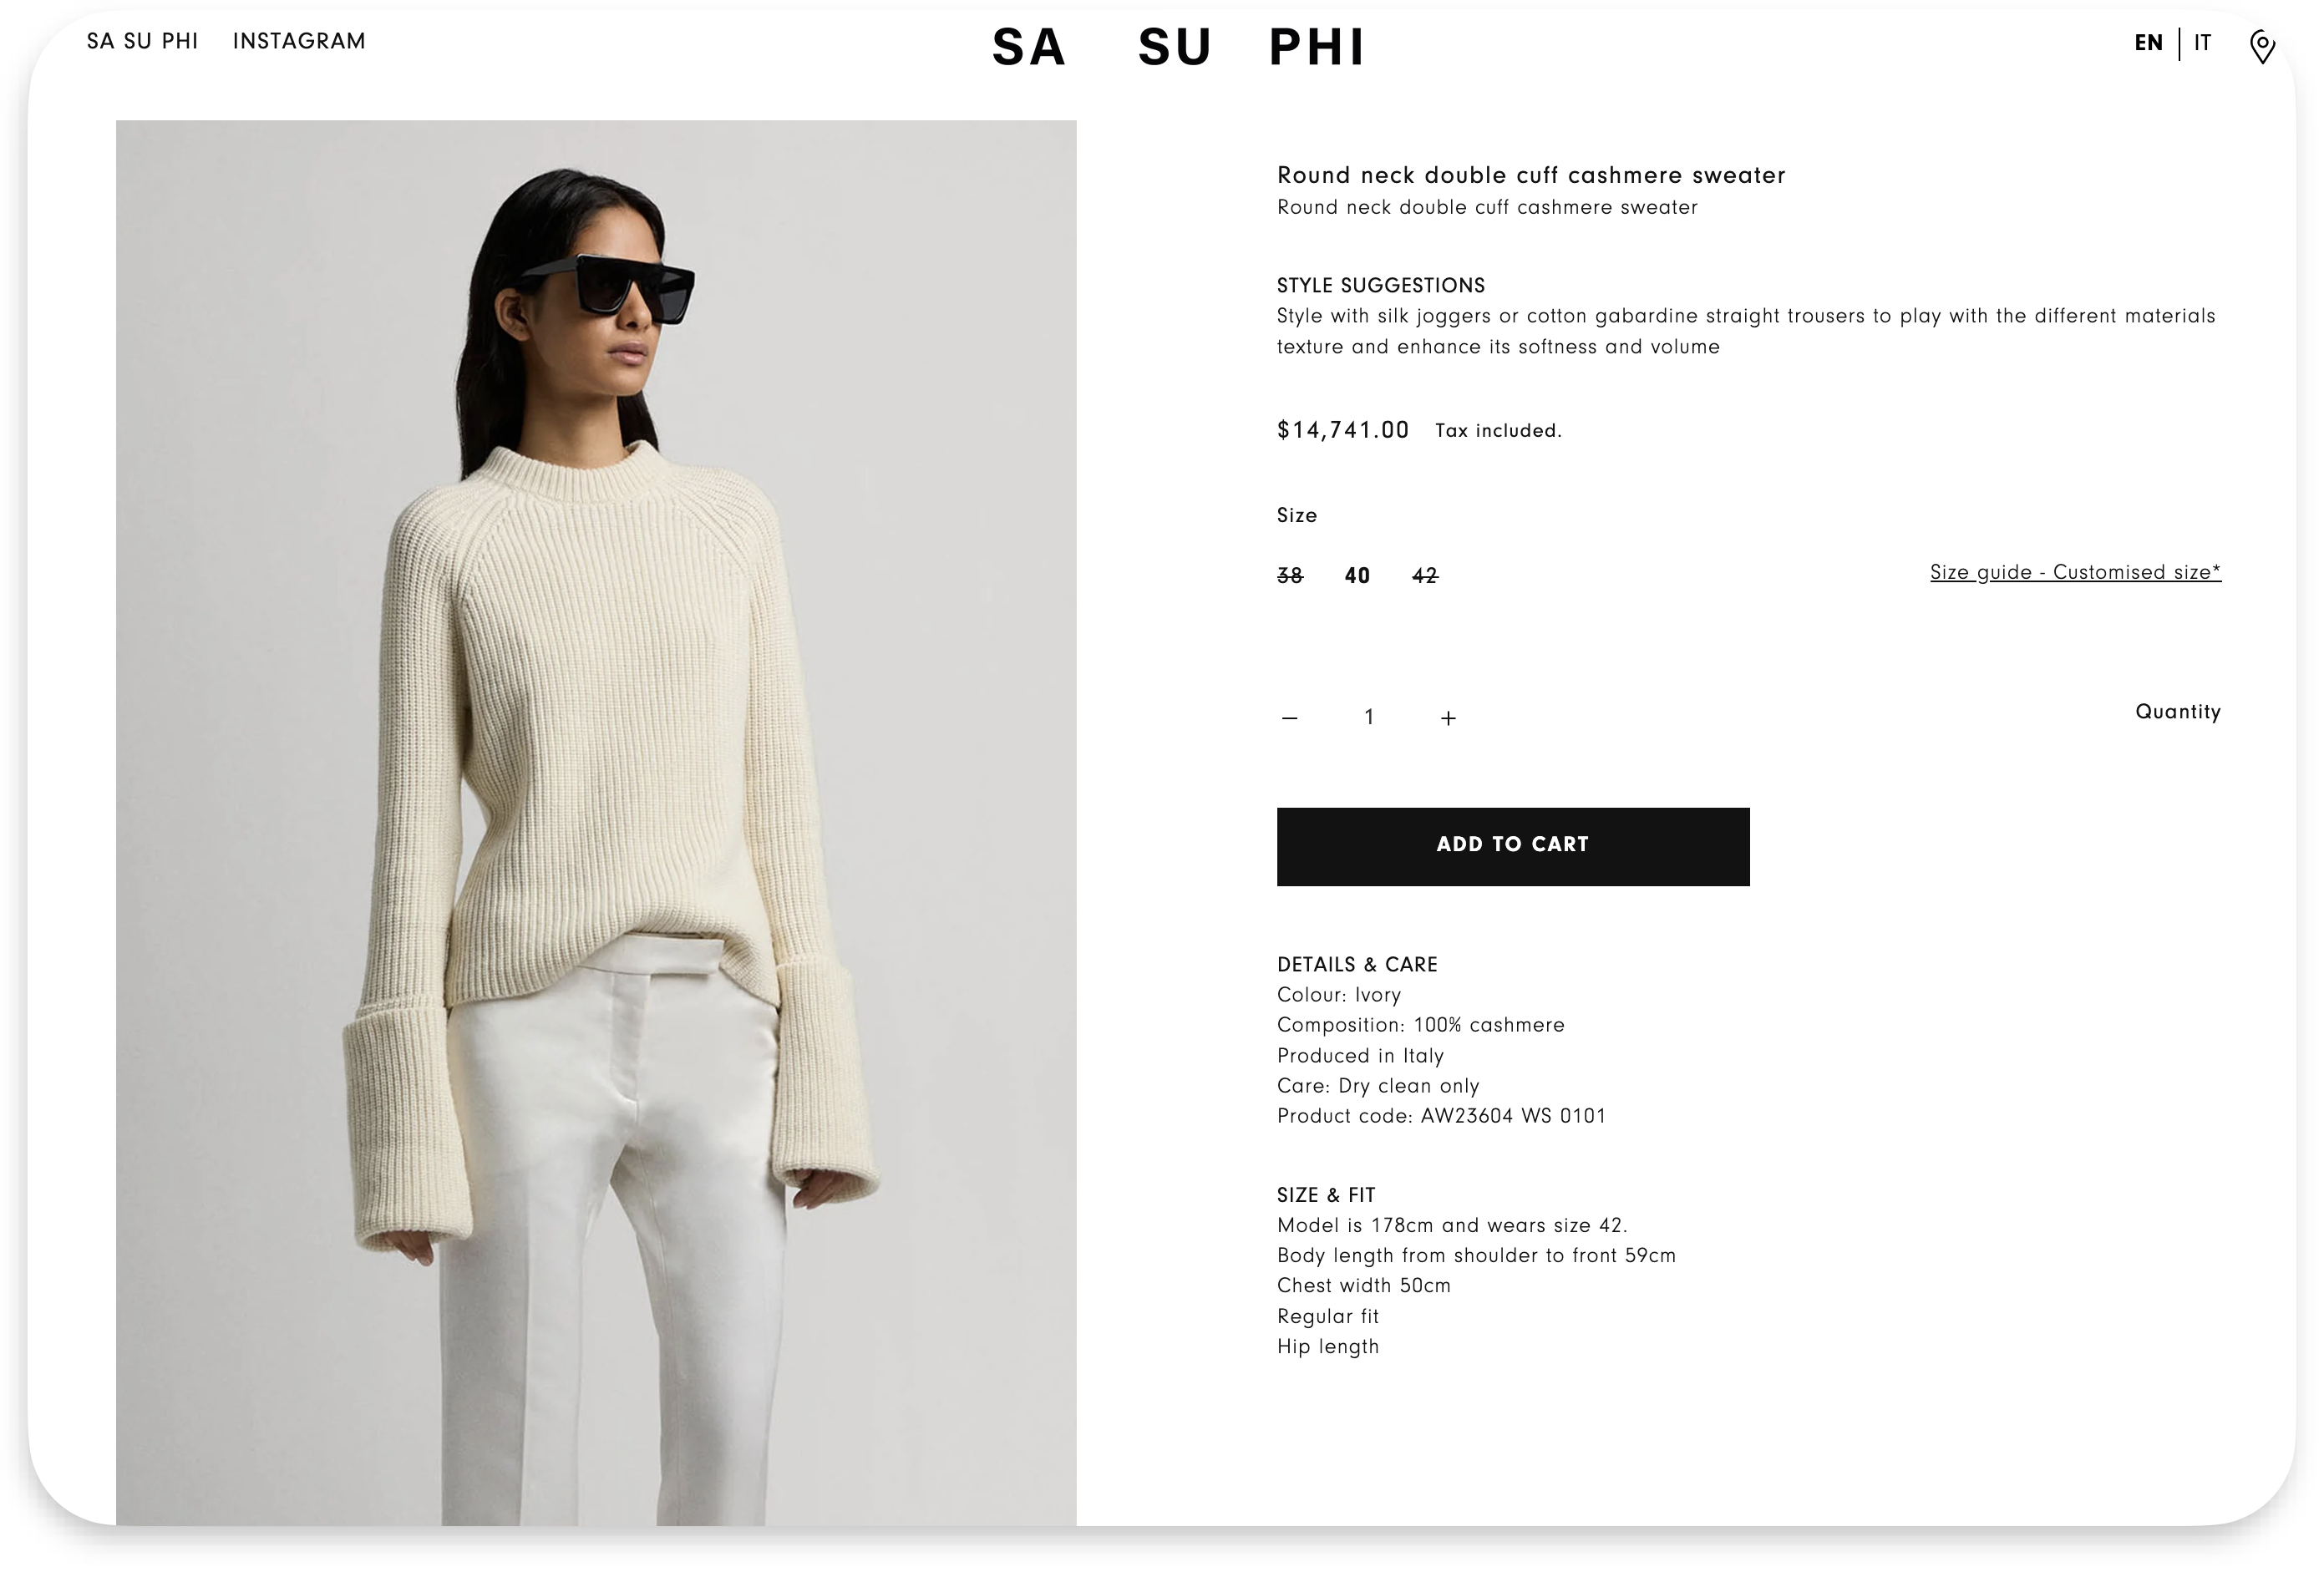 SA SU PHI INSTAGRAM
SA SU PHI
EN | IT
Round neck double cuff cashmere sweater
Round neck double cuff cashmere sweater
STYLE SUGGESTIONS
Style with silk joggers or cotton gabardine straight trousers to play with the different materials
texture and enhance its softness and volume
$14,741.00 Tax included.
Size
38 40 42
Size guide - Customised size*
− 1 +
Quantity
ADD TO CART
DETAILS & CARE
Colour: Ivory
Composition: 100% cashmere
Produced in Italy
Care: Dry clean only
Product code: AW23604 WS 0101
SIZE & FIT
Model is 178cm and wears size 42.
Body length from shoulder to front 59cm
Chest width 50cm
Regular fit
Hip length